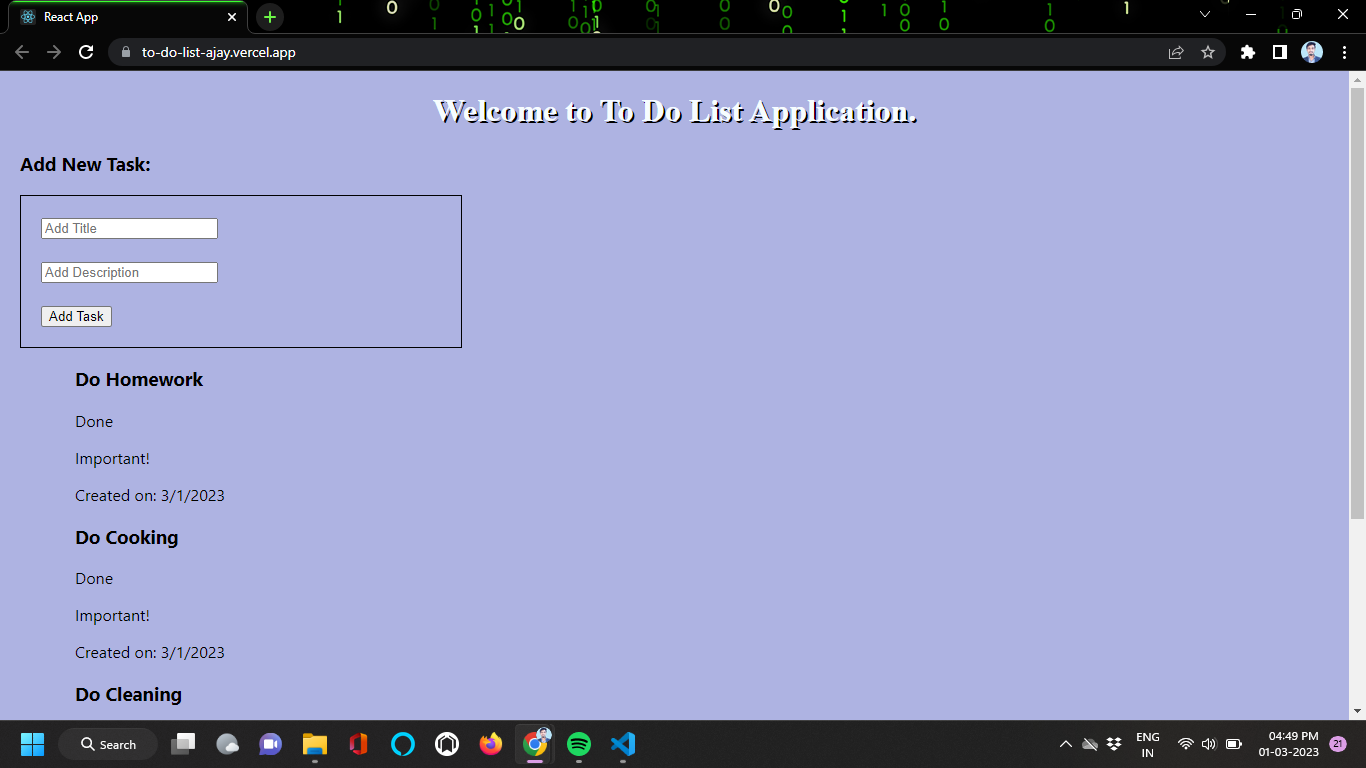 React App
to-do-list-ajay.vercel.app
Welcome to To Do List Application.
Add New Task:
Add Title
Add Description
Add Task
Do Homework
Done
Important!
Created on: 3/1/2023
Do Cooking
Done
Important!
Created on: 3/1/2023
Do Cleaning
Search
ENG
IN
04:49 PM
01-03-2023
21